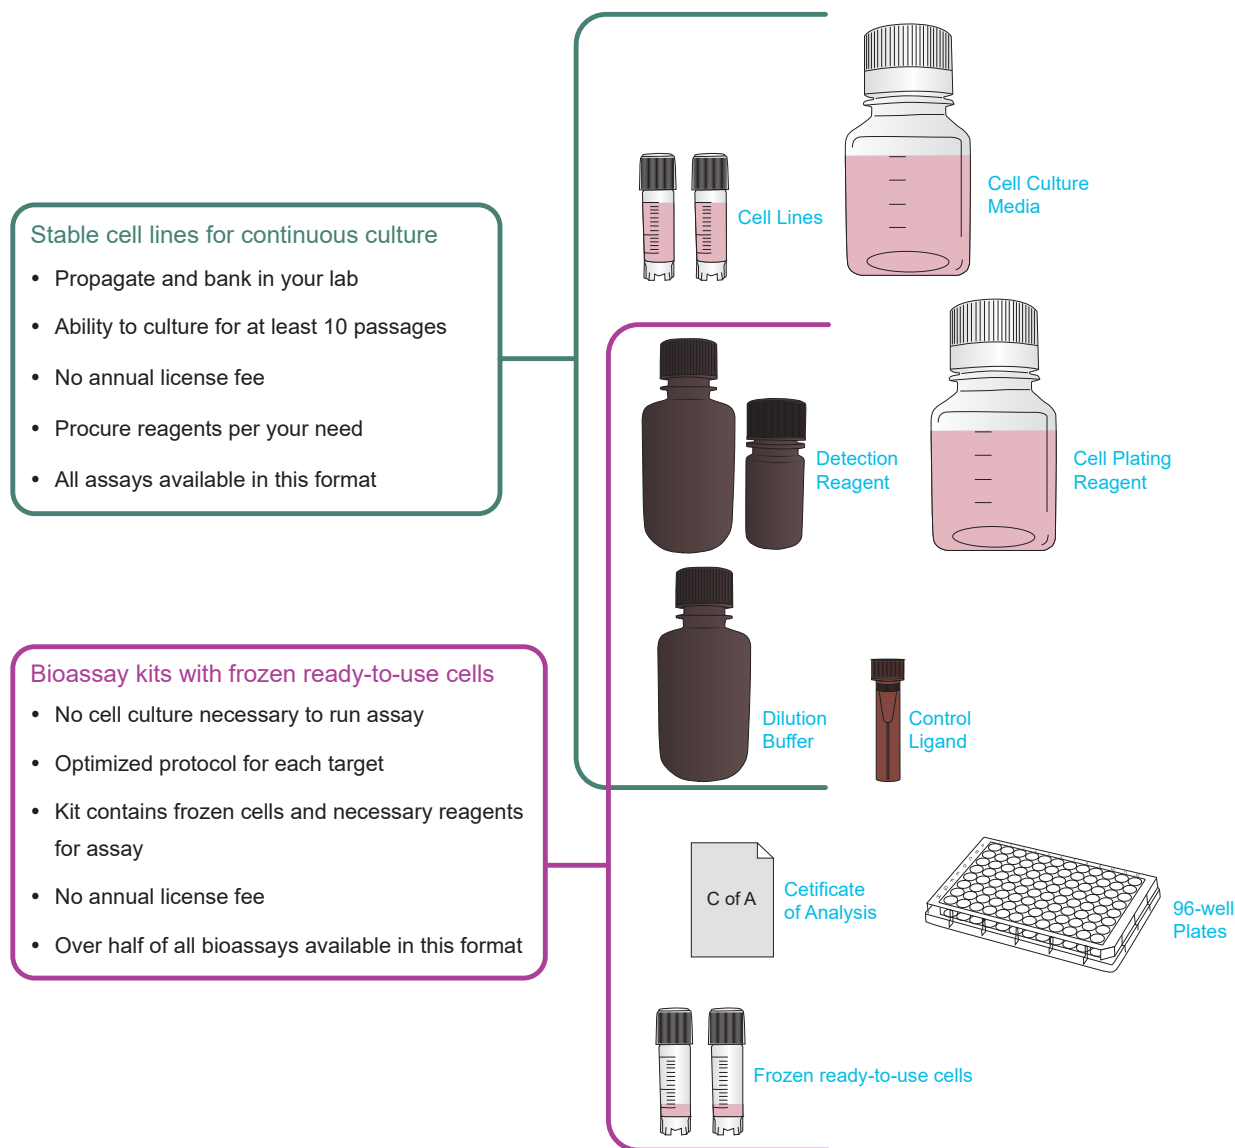 Cell Culture
Media
Cell Lines
Stable cell lines for continuous culture
• Propagate and bank in your lab
• Ability to culture for at least 10 passages
• No annual license fee
• Procure reagents per your need
• All assays available in this format
Detection
Reagent
Cell Plating
Reagent
Dilution
Buffer
Control
Ligand
Bioassay kits with frozen ready-to-use cells
• No cell culture necessary to run assay
• Optimized protocol for each target
• Kit contains frozen cells and necessary reagents
for assay
• No annual license fee
• Over half of all bioassays available in this format
C of A
Cetificate
of Analysis
96-well
Plates
Frozen ready-to-use cells